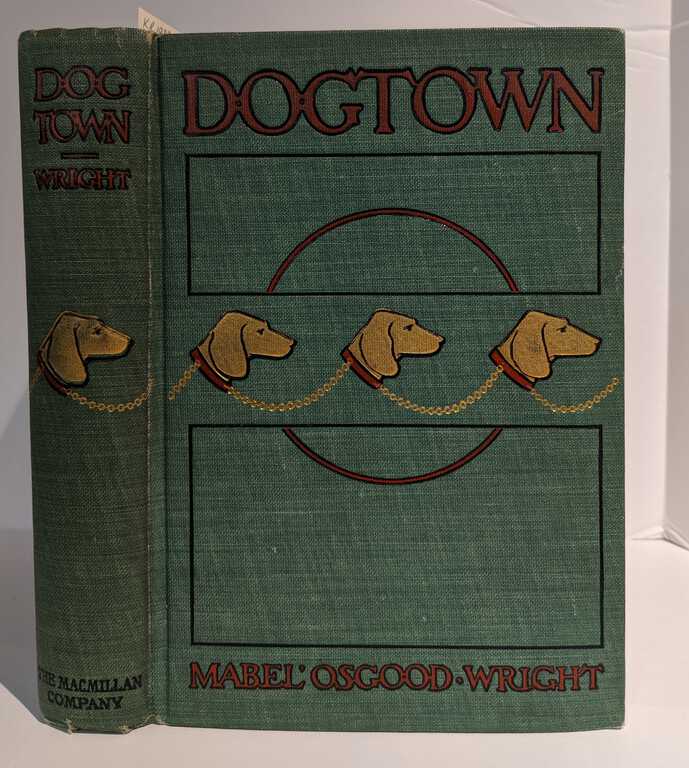 DOG
TOWN
WRIGHT
THE MACMILLAN
COMPANY
DOGTOWN
MABEL OSGOOD·WRIGHT